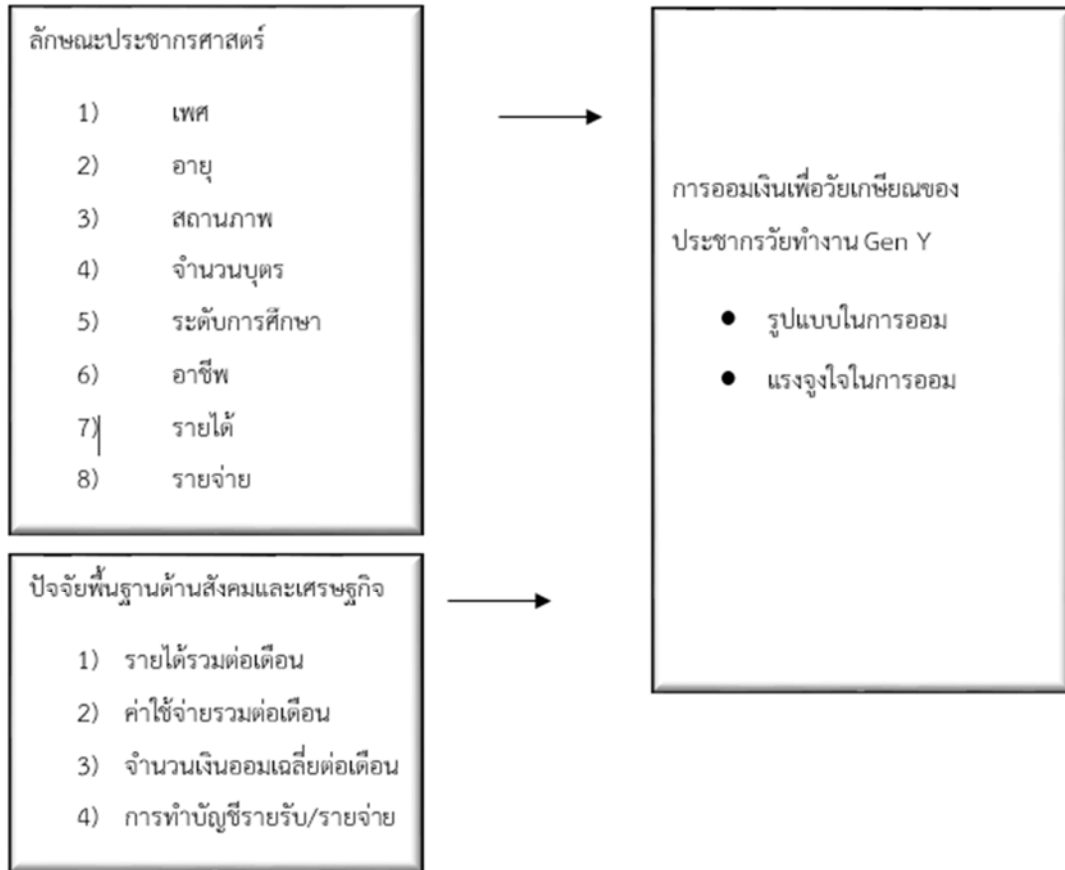 ลักษณะประชากรศาสตร์
1) เพศ
2) อายุ
3) สถานภาพ
4) จำนวนบุตร
5) ระดับการศึกษา
6) อาชีพ
7) รายได้
8) รายจ่าย
ปัจจัยพื้นฐานด้านสังคมและเศรษฐกิจ
1) รายได้รวมต่อเดือน
2) ค่าใช้จ่ายรวมต่อเดือน
3) จำนวนเงินออมเฉลี่ยต่อเดือน
4) การทำบัญชีรายรับ/รายจ่าย
การออมเงินเพื่อวัยเกษียณของ
ประชากรวัยทำงาน Gen Y
● รูปแบบในการออม
● แรงจูงใจในการออม